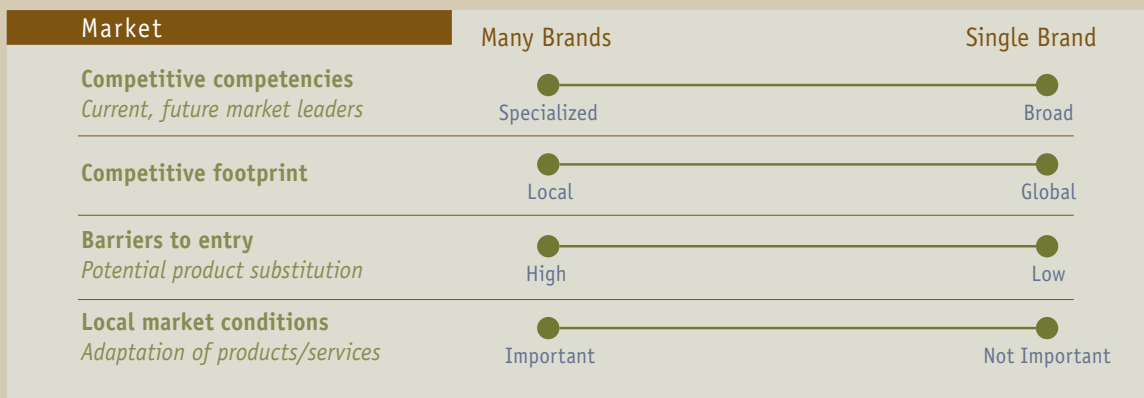 Market
Many Brands
Single Brand
Competitive competencies
Current, future market leaders
Specialized
Broad
Competitive footprint
Local
Global
Barriers to entry
Potential product substitution
High
Low
Local market conditions
Adaptation of products/services
Important
Not Important